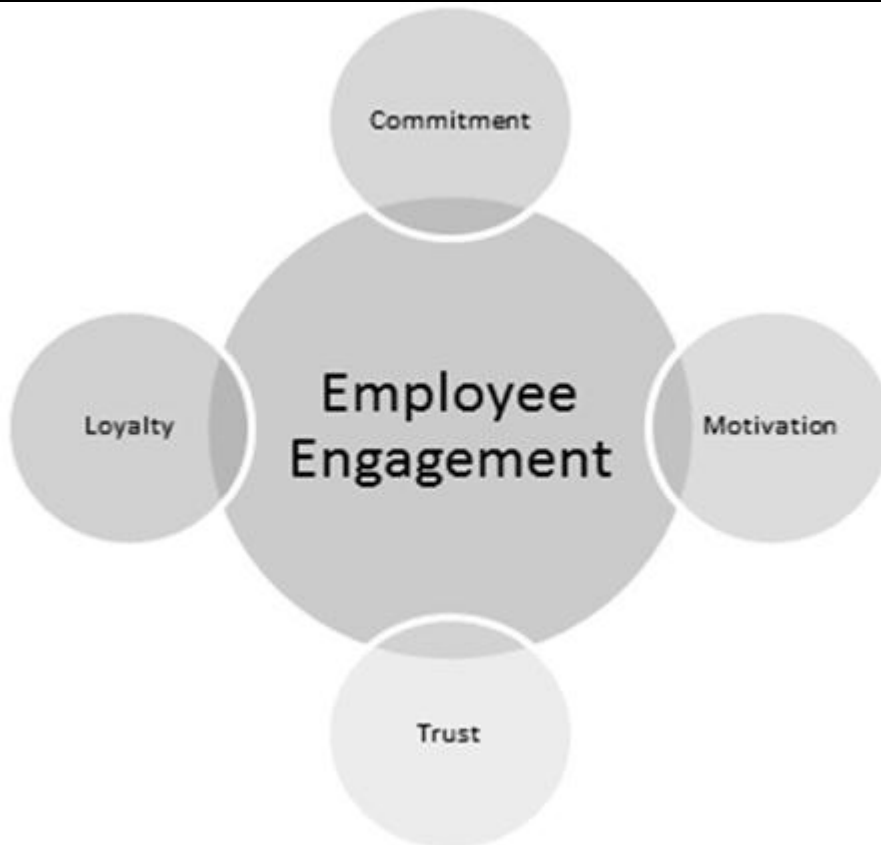 Commitment
Employee
Engagement
Loyalty
Motivation
Trust